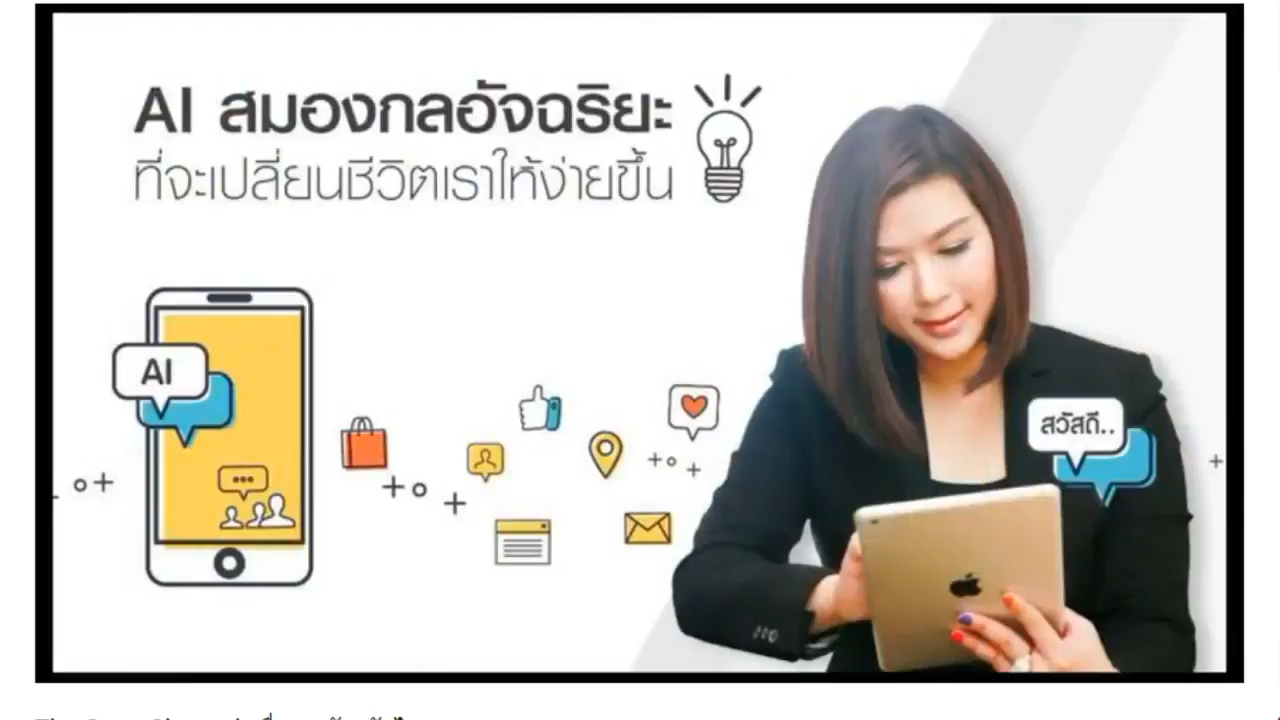 AI สมองกลอัจฉริยะ
ที่จะเปลี่ยนชีวิตเราให้ง่ายขึ้น
AI
สวัสดี..